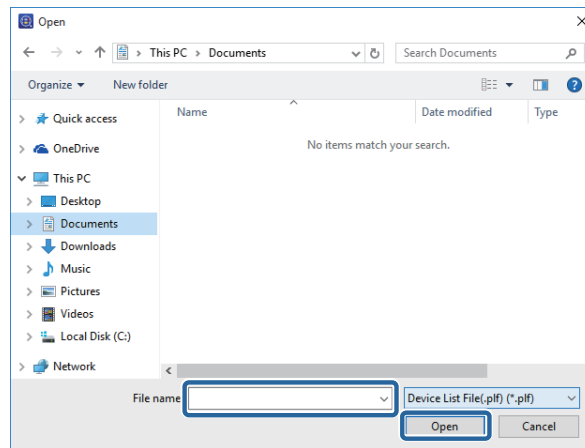 Open
This PC > Documents
Search Documents
Organize
New folder
Name
Date modified
Type
Quick access
No items match your search.
OneDrive
This PC
Desktop
Documents
Downloads
Music
Pictures
Videos
Local Disk (C:)
Network
File name
Device List File(.plf) (*.plf)
Open
Cancel